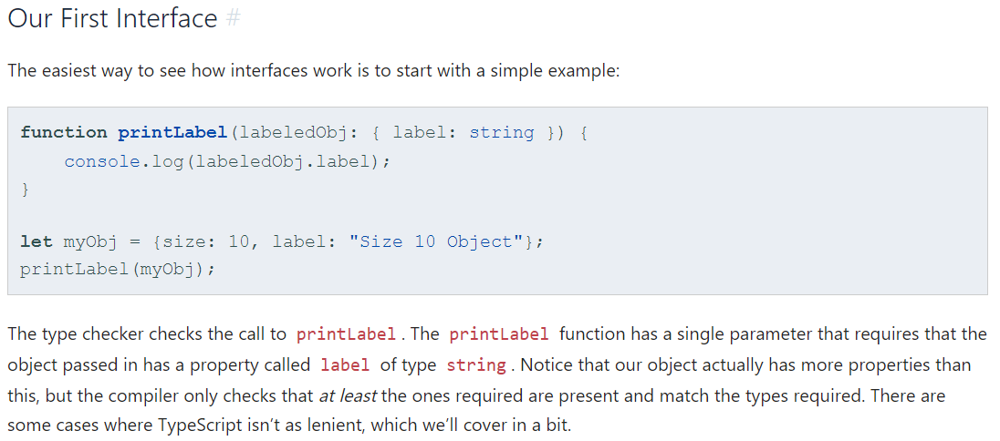 Our First Interface #
The easiest way to see how interfaces work is to start with a simple example:
function printLabel(labeledObj: { label: string }) {
    console.log(labeledObj.label);
}
let myObj = {size: 10, label: "Size 10 Object"};
printLabel(myObj);
The type checker checks the call to printLabel. The printLabel function has a single parameter that requires that the
object passed in has a property called label of type string. Notice that our object actually has more properties than
this, but the compiler only checks that at least the ones required are present and match the types required. There are
some cases where TypeScript isn’t as lenient, which we’ll cover in a bit.